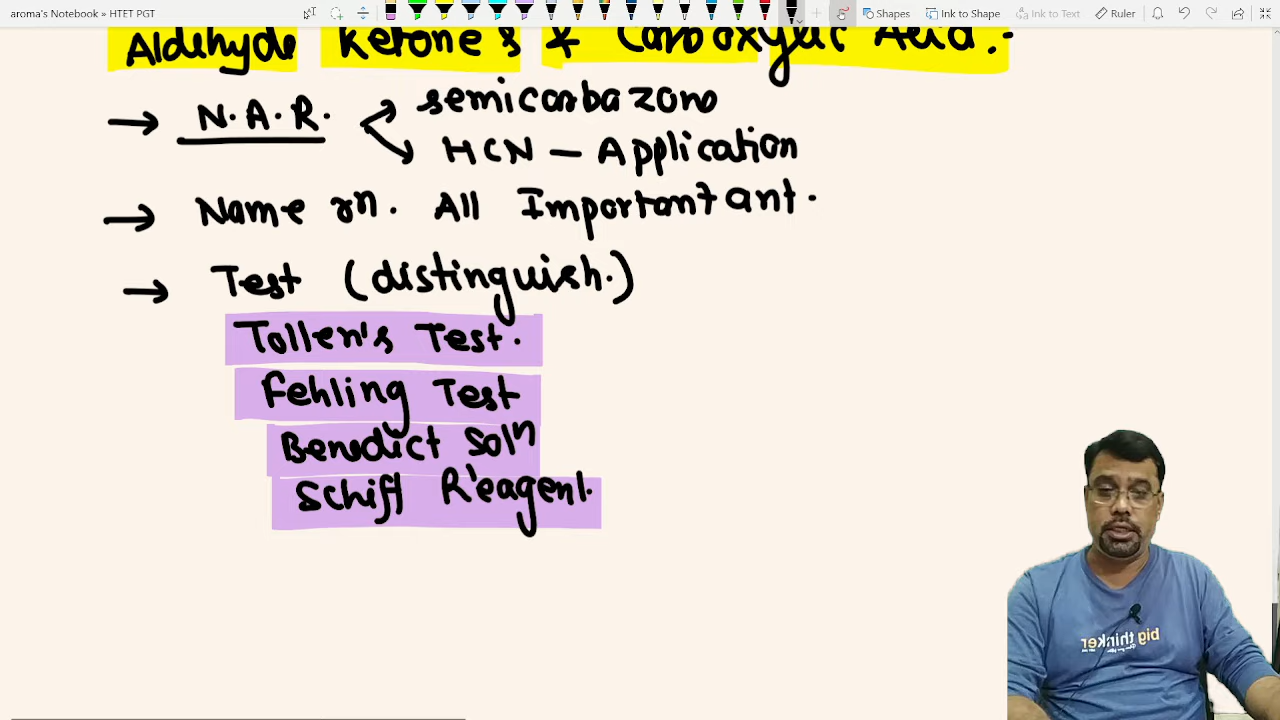 aroma's Notebook » HTET PGT
Shapes
Ink to Shape
Ink to Text
Ruler
Aldehyde Ketone's & Carboxylic Acid :-
→ N.A.R. semicarbazono
HCN - Application
→ Name rn. All Importantant.
→ Test (distinguish.)
Tollen's Test.
Fehling Test
Benedict Soln
Schiff Reagent.
big thinker